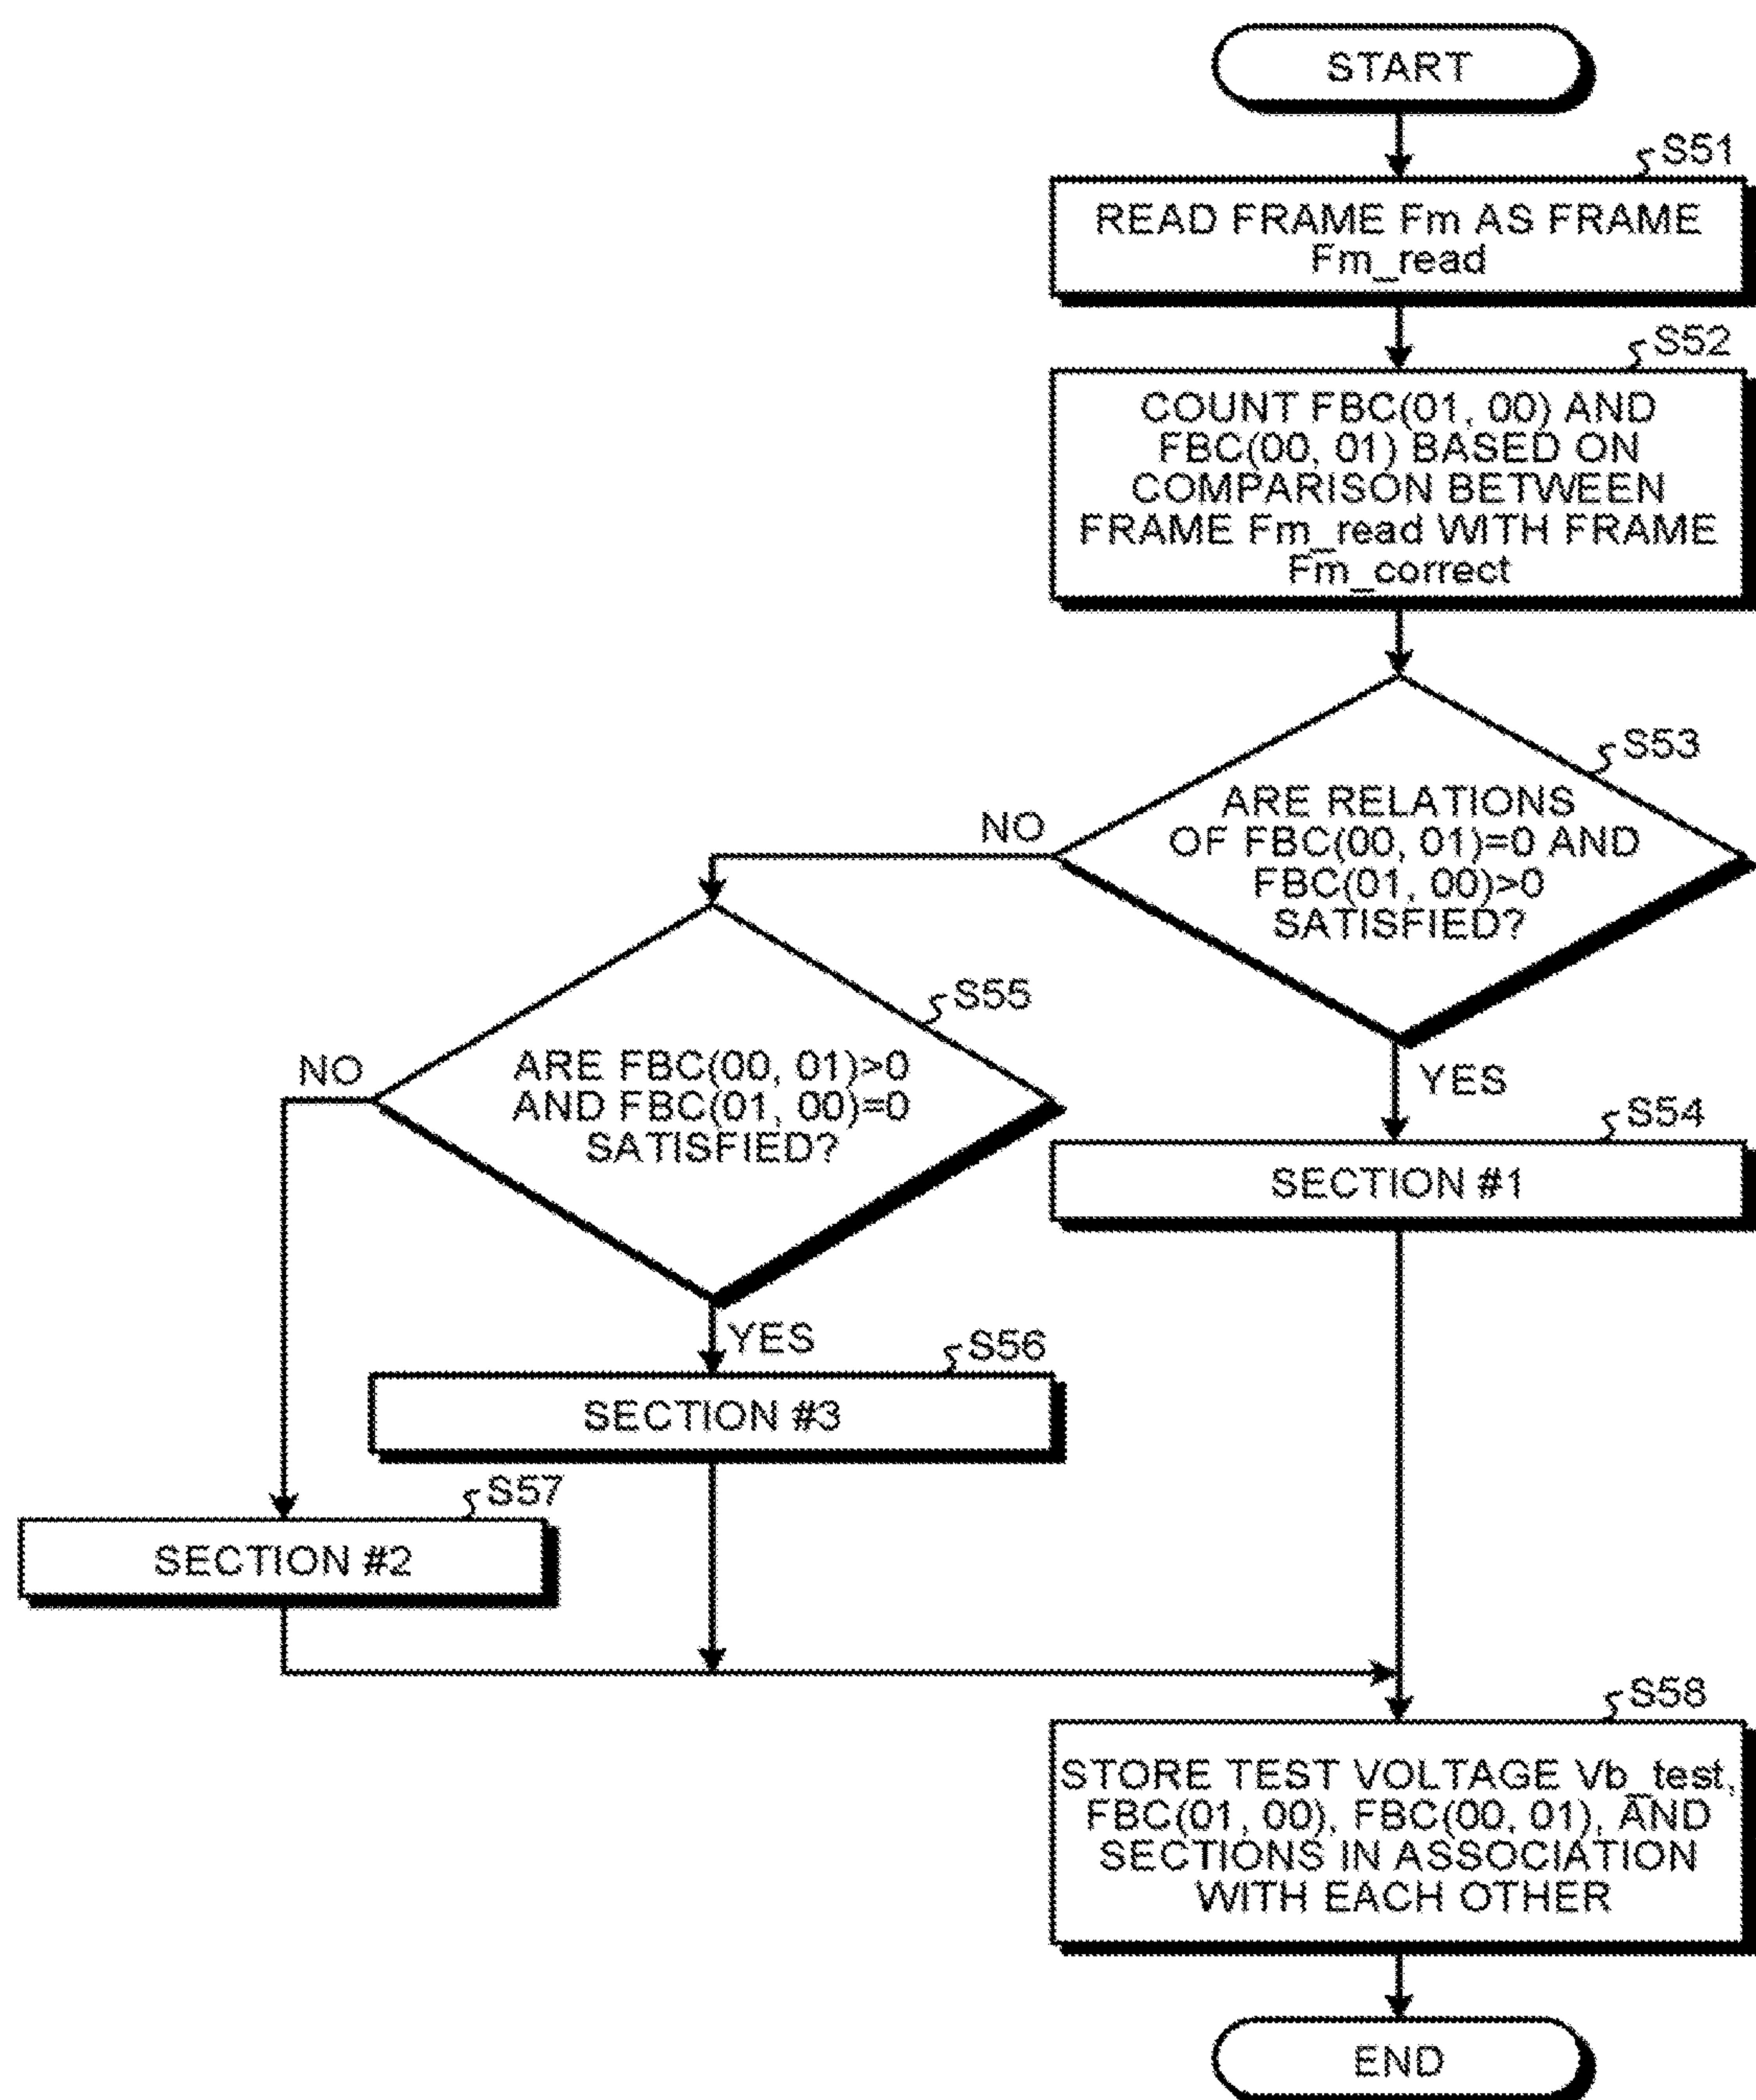 START
S51
READ FRAME Fm AS FRAME
Fm_read
S52
COUNT FBC(01, 00) AND
FBC(00, 01) BASED ON
COMPARISON BETWEEN
FRAME Fm_read WITH FRAME
Fm_correct
S53
ARE RELATIONS
OF FBC(00, 01)=0 AND
FBC(01, 00)>0
SATISFIED?
NO
YES
S54
SECTION #1
S55
ARE FBC(00, 01)>0
AND FBC(01, 00)=0
SATISFIED?
NO
YES
S56
SECTION #3
S57
SECTION #2
S58
STORE TEST VOLTAGE Vb_test,
FBC(01, 00), FBC(00, 01), AND
SECTIONS IN ASSOCIATION
WITH EACH OTHER
END